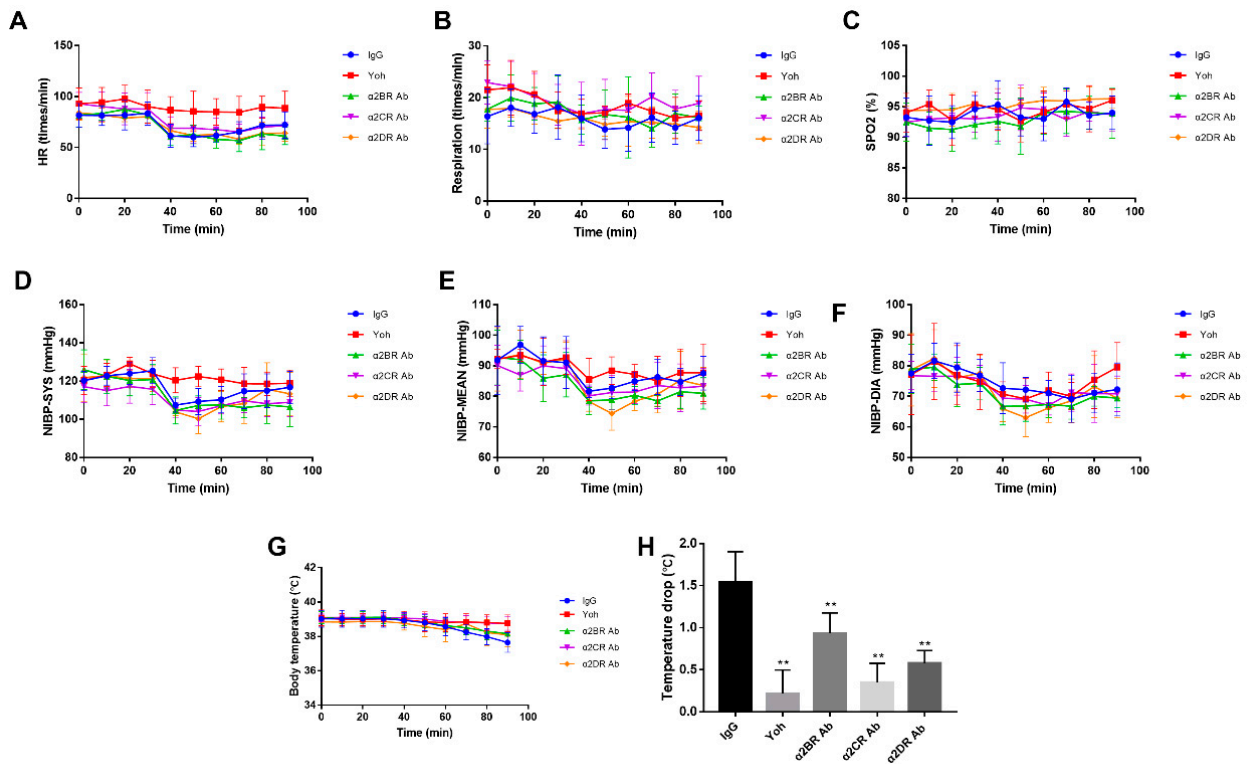 A
HR (times/min)
150
100
50
0
0 20 40 60 80 100
Time (min)
IgG
Yoh
α2BR Ab
α2CR Ab
α2DR Ab
B
Respiration (times/min)
30
20
10
0
0 20 40 60 80 100
Time (min)
IgG
Yoh
α2BR Ab
α2CR Ab
α2DR Ab
C
SPO2 (%)
105
100
95
90
85
80
0 20 40 60 80 100
Time (min)
IgG
Yoh
α2BR Ab
α2CR Ab
α2DR Ab
D
NIBP-SYS (mmHg)
160
140
120
100
80
0 20 40 60 80 100
Time (min)
IgG
Yoh
α2BR Ab
α2CR Ab
α2DR Ab
E
NIBP-MEAN (mmHg)
110
100
90
80
70
60
0 20 40 60 80 100
Time (min)
IgG
Yoh
α2BR Ab
α2CR Ab
α2DR Ab
F
NIBP-DIA (mmHg)
100
90
80
70
60
50
0 20 40 60 80 100
Time (min)
IgG
Yoh
α2BR Ab
α2CR Ab
α2DR Ab
G
Body temperature (°C)
42
40
38
36
34
0 20 40 60 80 100
Time (min)
IgG
Yoh
α2BR Ab
α2CR Ab
α2DR Ab
H
Temperature drop (°C)
2.0
1.5
1.0
0.5
0.0
**
**
**
**
IgG
Yoh
α2BR Ab
α2CR Ab
α2DR Ab